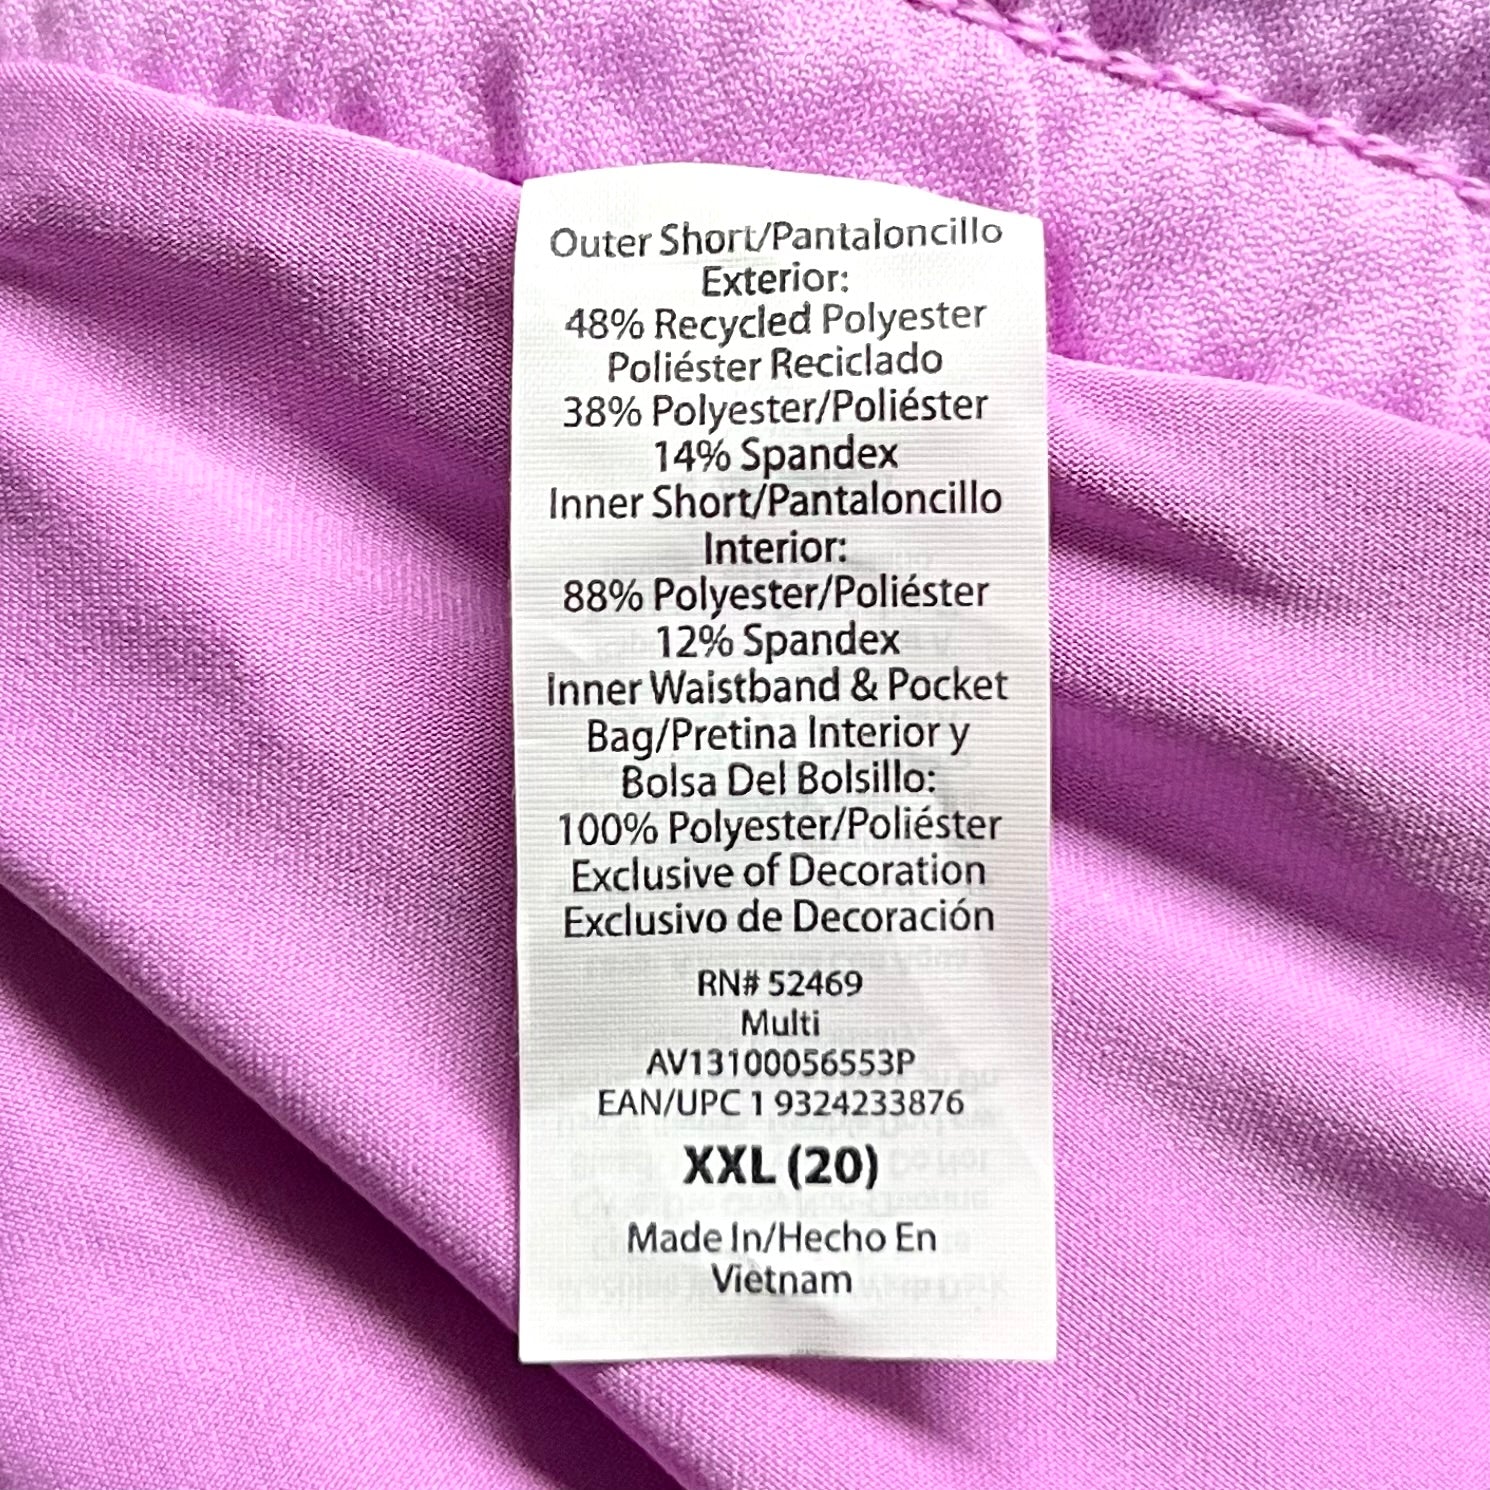 Outer Short/Pantaloncillo
Exterior:
48% Recycled Polyester
Poliéster Reciclado
38% Polyester/Poliéster
14% Spandex
Inner Short/Pantaloncillo
Interior:
88% Polyester/Poliéster
12% Spandex
Inner Waistband & Pocket
Bag/Pretina Interior y
Bolsa Del Bolsillo:
100% Polyester/Poliéster
Exclusive of Decoration
Exclusivo de Decoración
RN# 52469
Multi
AV13100056553P
EAN/UPC 1 9324233876
XXL (20)
Made In/Hecho En
Vietnam